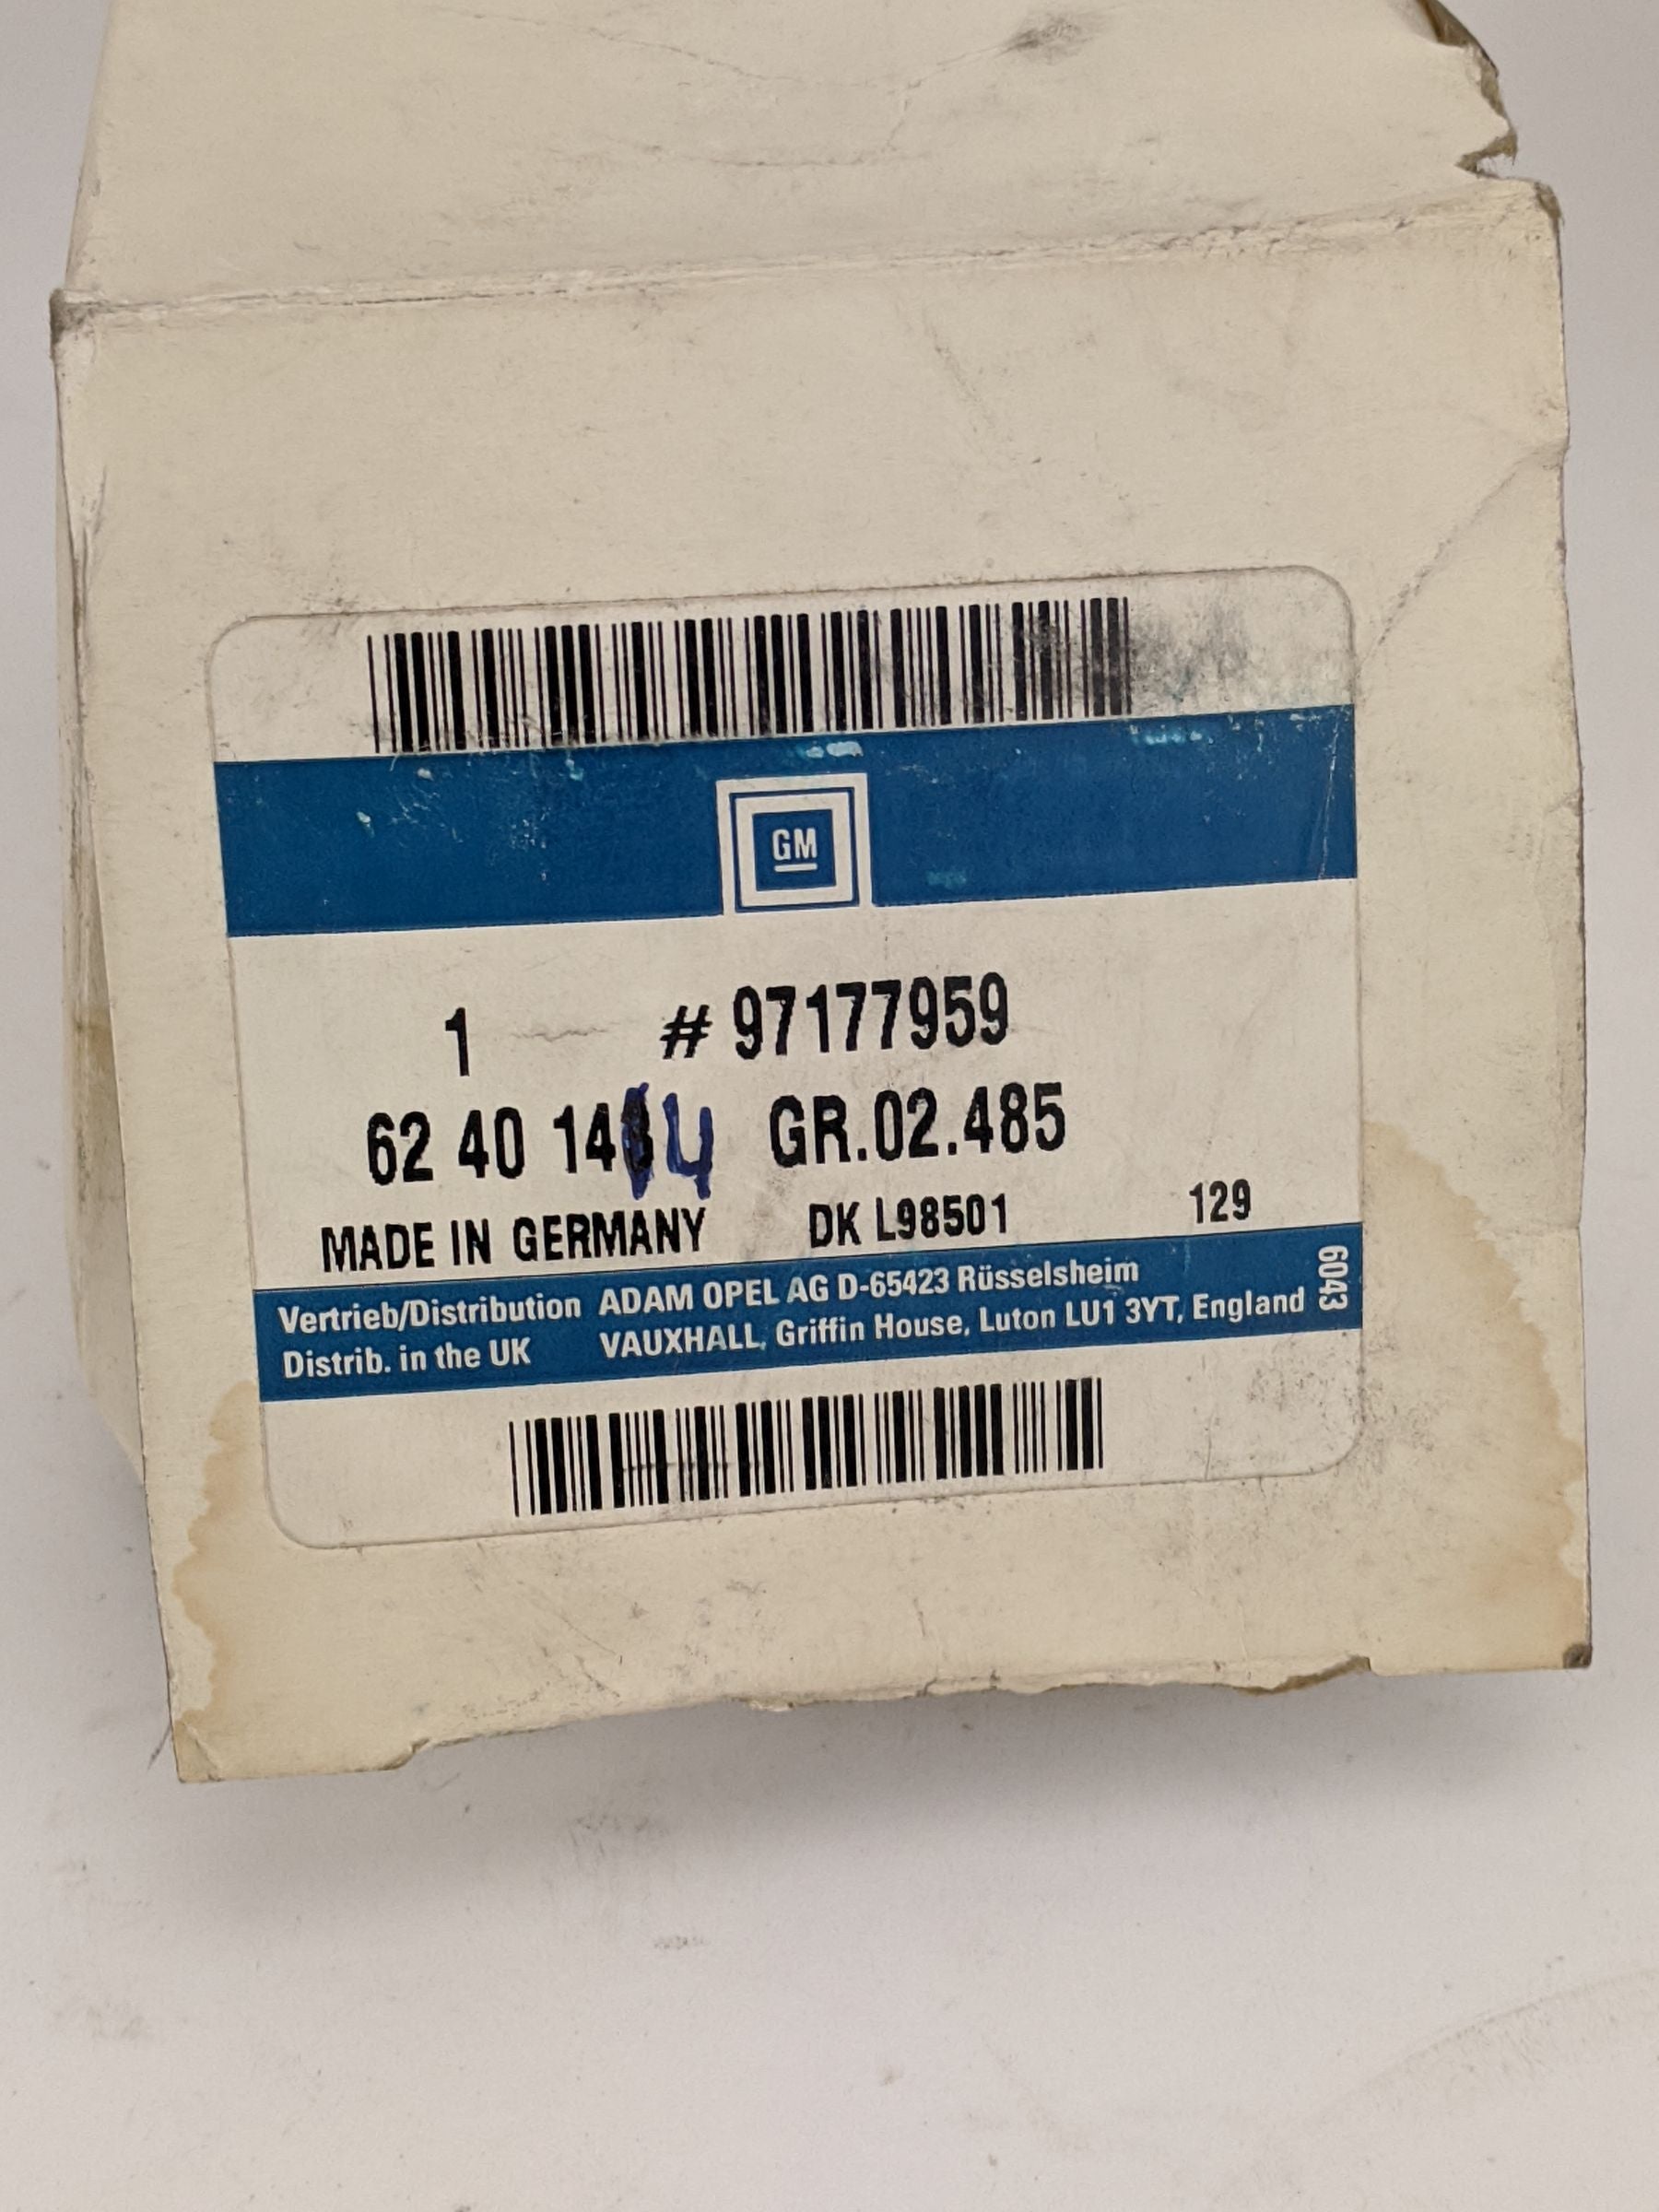 GM
1 # 97177959
62 40 14 4 GR.02.485
MADE IN GERMANY DK L98501 129
Vertrieb/Distribution ADAM OPEL AG D-65423 Rüsselsheim
Distrib. in the UK VAUXHALL, Griffin House, Luton LU1 3YT, England
6043